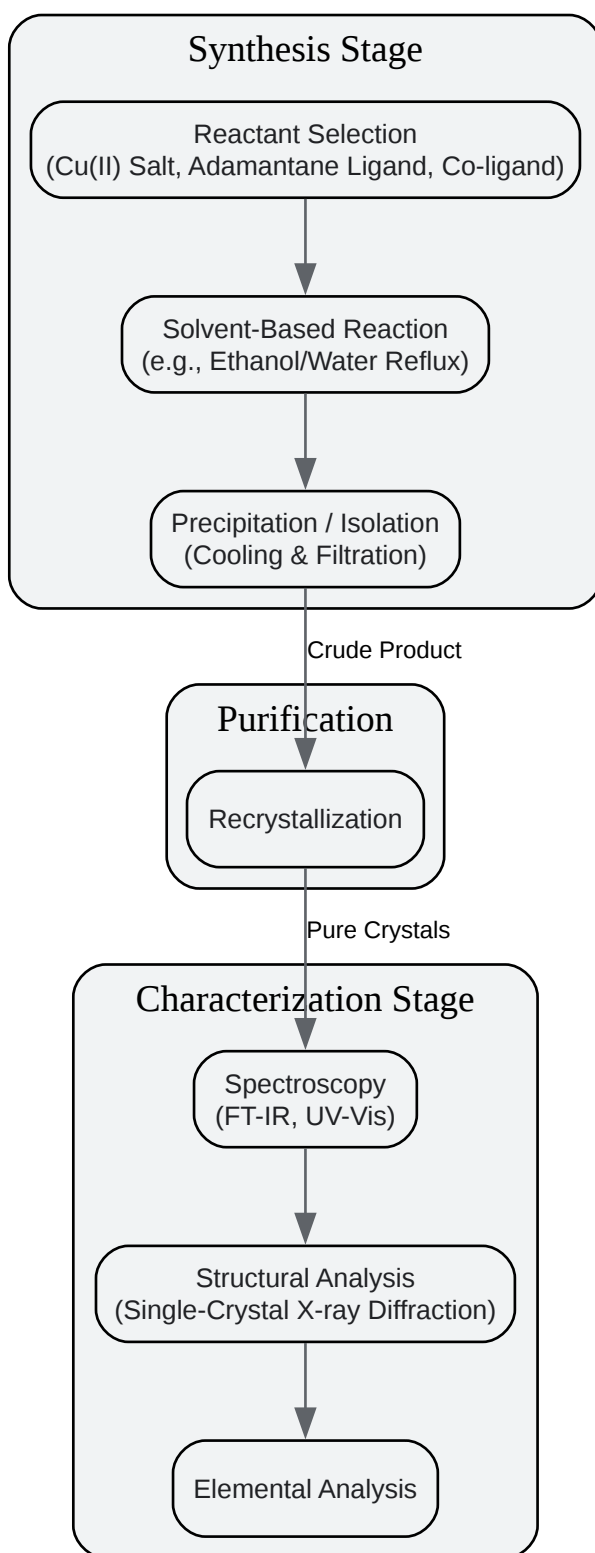 Synthesis Stage
Reactant Selection
(Cu(II) Salt, Adamantane Ligand, Co-ligand)
Solvent-Based Reaction
(e.g., Ethanol/Water Reflux)
Precipitation / Isolation
(Cooling & Filtration)
Crude Product
Purification
Recrystallization
Pure Crystals
Characterization Stage
Spectroscopy
(FT-IR, UV-Vis)
Structural Analysis
(Single-Crystal X-ray Diffraction)
Elemental Analysis